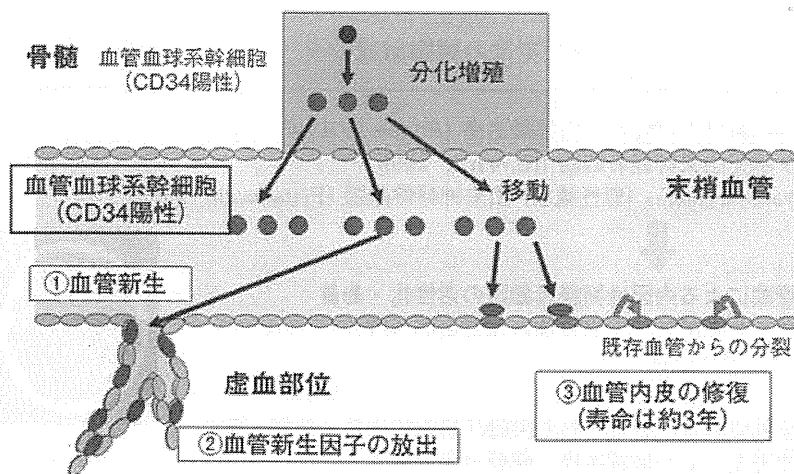 骨髄
血管血球系幹細胞
(CD34陽性)
分化増殖
血管血球系幹細胞
(CD34陽性)
移動
末梢血管
①血管新生
既存血管からの分裂
虚血部位
③血管内皮の修復
(寿命は約3年)
②血管新生因子の放出